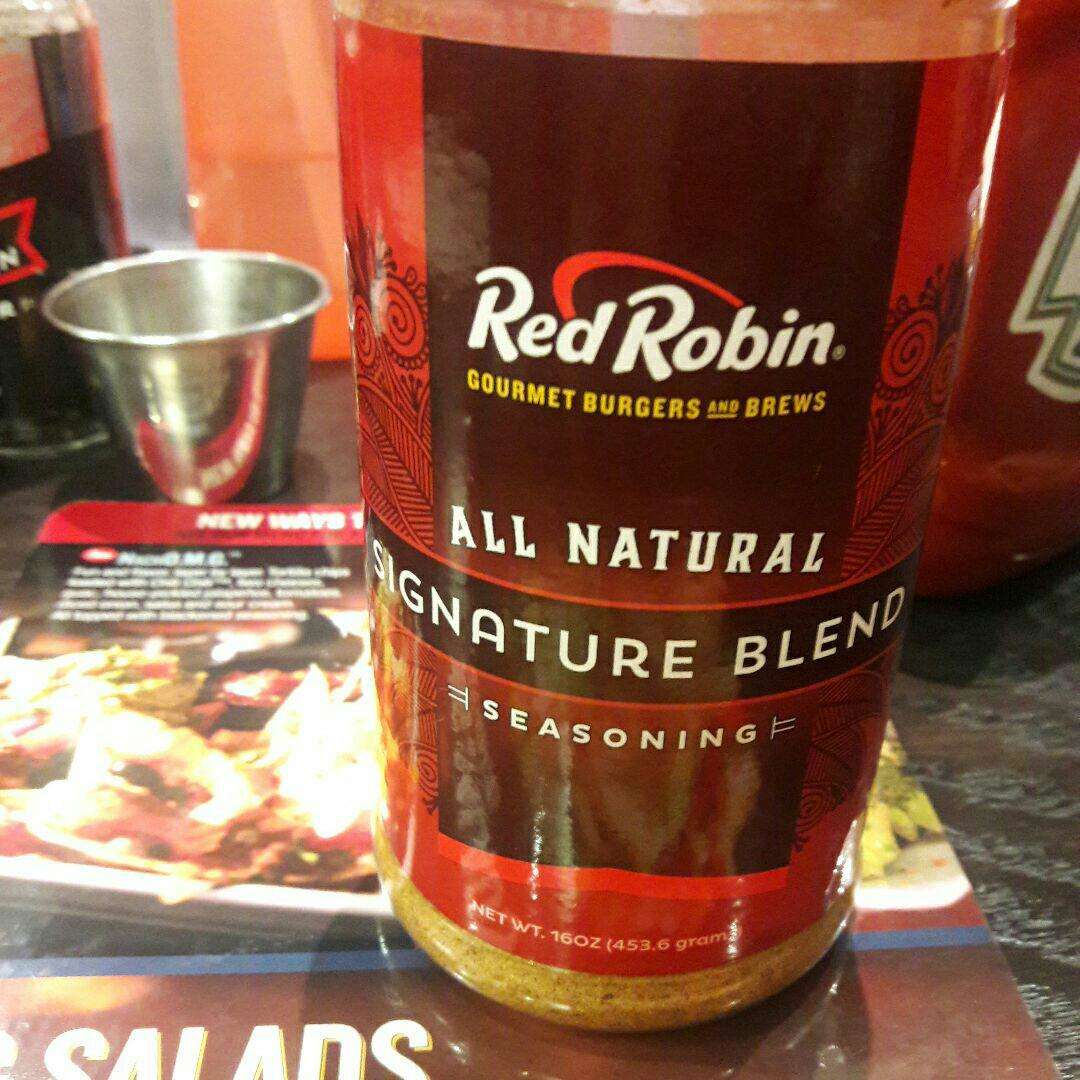 Red Robin®
GOURMET BURGERS AND BREWS
ALL NATURAL
SIGNATURE BLEND
SEASONING
NET WT. 16OZ (453.6 gram
NEW WAYS T
SALADS